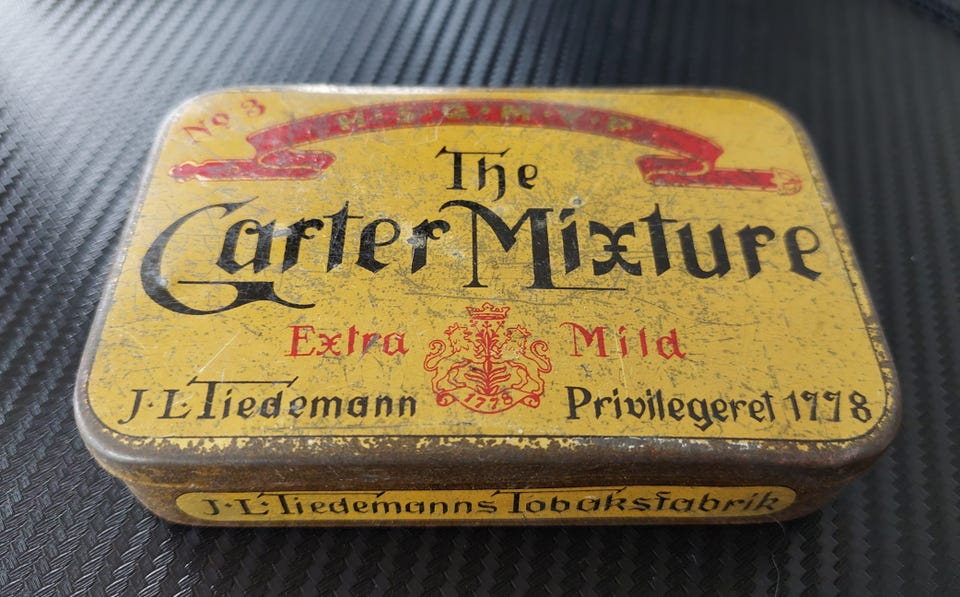 No 3
The
Carter Mixture
Extra Mild
1778
J·L·Tiedemann Privilegeret 1778
J·L·Tiedemanns Tobaksfabrik